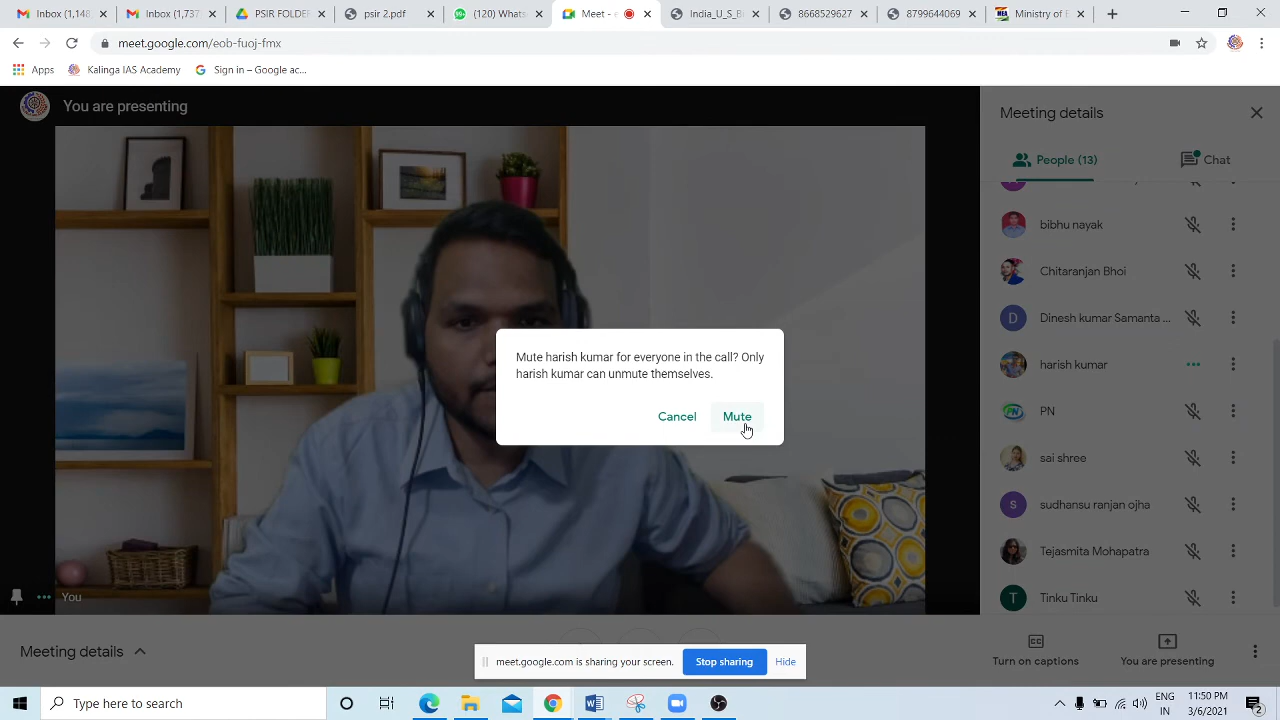 Inbox (1,148
Inbox (1,737
PSIR FOLDE
psir 2.pdf
(120) Whats
Meet -
India_U_S_B
8668529627
8799644069
Ministry of E
meet.google.com/eob-fuoj-fmx
Apps
Kalinga IAS Academy
Sign in – Google ac...
You are presenting
Meeting details
People (13)
Chat
bibhu nayak
Chitaranjan Bhoi
D
Dinesh kumar Samanta ...
harish kumar
PN
PN
sai shree
s
sudhansu ranjan ojha
Tejasmita Mohapatra
T
Tinku Tinku
Mute harish kumar for everyone in the call? Only
harish kumar can unmute themselves.
Cancel
Mute
You
Meeting details
meet.google.com is sharing your screen.
Stop sharing
Hide
CC
Turn on captions
You are presenting
Type here to search
ENG
IN
11:50 PM
3/6/2021
2